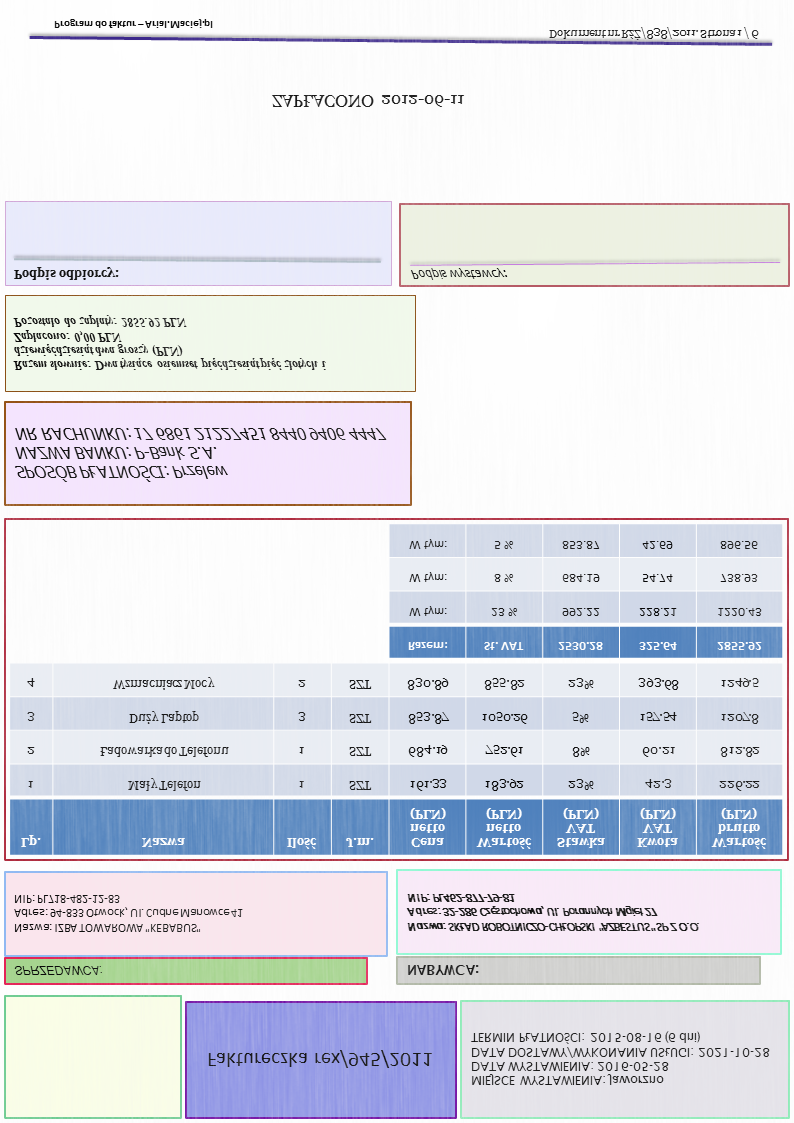 Faktureczka rex/945/2011
MIEJSCE WYSTAWIENIA: Jaworzno
DATA WYSTAWIENIA: 2016-05-28
DATA DOSTAWY/WYKONANIA USŁUGI: 2021-10-28
TERMIN PŁATNOŚCI: 2015-08-16 (6 dni)
SPRZEDAWCA:
Nazwa: IZBA TOWAROWA "KEBABUS"
Adres: 94-833 Otwock, Ul. Cudne Manowce 41
NIP: PL718-482-12-83
NABYWCA:
Nazwa: SKŁAD ROBOTNICZO-CHŁOPSKI "AZBESTUS" SP Z O.O.
Adres: 32-286 Częstochowa, Ul. Porannych Mgieł 27
NIP: PL462-877-79-81
Lp. Nazwa Ilość J.m. Cena netto (PLN) Wartość netto (PLN) Stawka VAT (PLN) Kwota VAT (PLN) Wartość brutto (PLN)
1 Mały Telefon 1 SZT 161.33 183.92 23% 42.3 226.22
2 Ładowarka do Telefonu 1 SZT 684.19 752.61 8% 60.21 812.82
3 Duży Laptop 3 SZT 853.87 1050.26 5% 157.54 1207.8
4 Wzmacniacz Mocy 2 SZT 830.89 855.82 23% 393.68 1249.5
Razem: St. VAT 2530.28 325.64 2855.92
W tym: 23 % 992.22 228.21 1220.43
W tym: 8 % 684.19 54.74 738.93
W tym: 5 % 853.87 42.69 896.56
SPOSÓB PŁATNOŚCI: Przelew
NAZWA BANKU: P-Bank S.A.
NR RACHUNKU: 17 6861 21227451 8440 9406 4447
Razem słownie: Dwa tysiące osiemset pięćdziesiąt pięć złotych i
dziewięćdziesiąt dwa groszy (PLN)
Zapłacono: 0,00 PLN
Pozostało do zapłaty: 2855.92 PLN
Podpis odbiorcy:
Podpis wystawcy:
ZAPŁACONO 2012-06-11
Dokument nr RżŻ/838/2011. Strona 1 / 6
Program do faktur – Arial.Maciej.pl